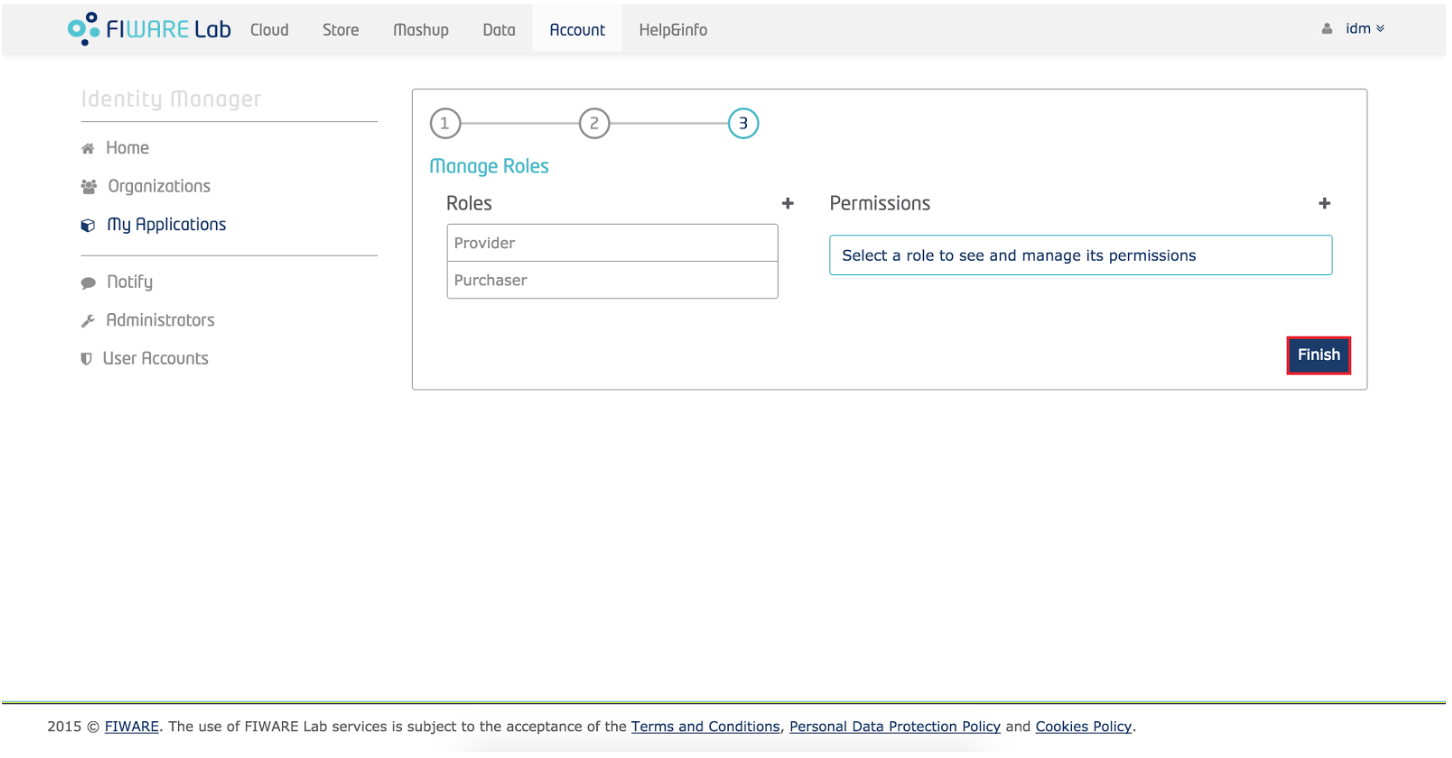 FIWARE Lab Cloud Store Mashup Data Account Help&info idm
Identity Manager
Home
Organizations
My Applications
Notify
Administrators
User Accounts
1 2 3
Manage Roles
Roles + Permissions +
Provider
Purchaser
Select a role to see and manage its permissions
Finish
2015 © FIWARE. The use of FIWARE Lab services is subject to the acceptance of the Terms and Conditions, Personal Data Protection Policy and Cookies Policy.